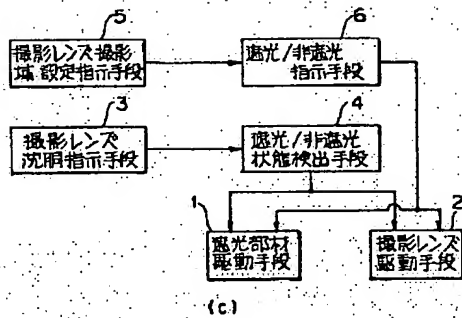 5
撮影レンズ撮影
域設定指示手段
6
遮光/非遮光
指示手段
3
撮影レンズ
沈胴指示手段
4
遮光/非遮光
状態検出手段
1
遮光部材
駆動手段
2
撮影レンズ
駆動手段
(c)